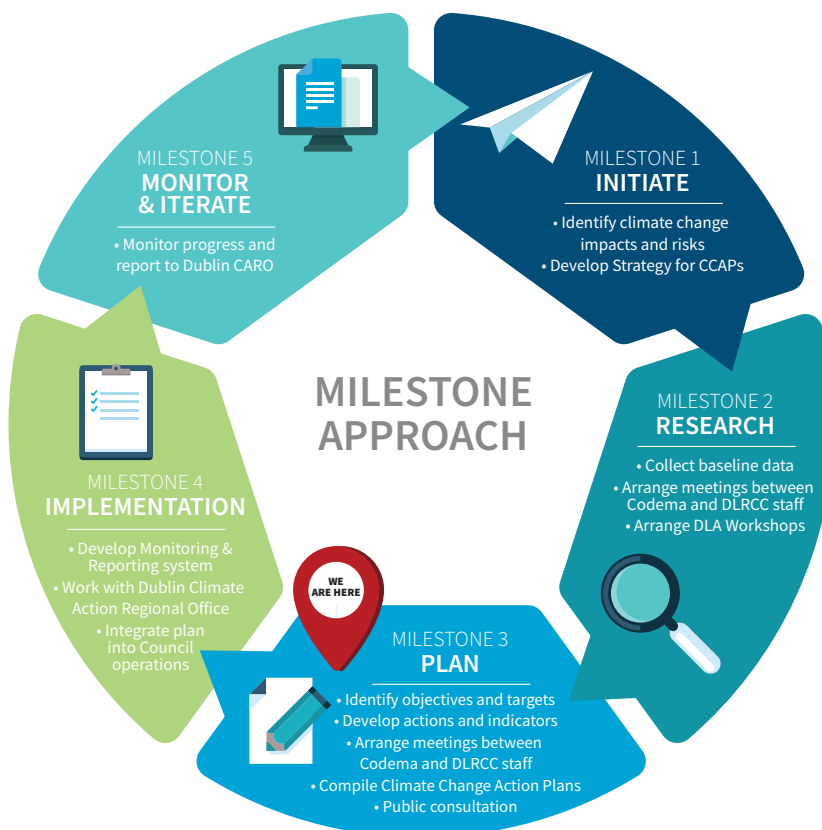 MILESTONE
APPROACH
MILESTONE 1
INITIATE
• Identify climate change
impacts and risks
• Develop Strategy for CCAPs
MILESTONE 2
RESEARCH
• Collect baseline data
• Arrange meetings between
Codema and DLRCC staff
• Arrange DLA Workshops
WE
ARE HERE
MILESTONE 3
PLAN
• Identify objectives and targets
• Develop actions and indicators
• Arrange meetings between
Codema and DLRCC staff
• Compile Climate Change Action Plans
• Public consultation
MILESTONE 4
IMPLEMENTATION
• Develop Monitoring &
Reporting system
• Work with Dublin Climate
Action Regional Office
• Integrate plan
into Council
operations
MILESTONE 5
MONITOR
& ITERATE
• Monitor progress and
report to Dublin CARO